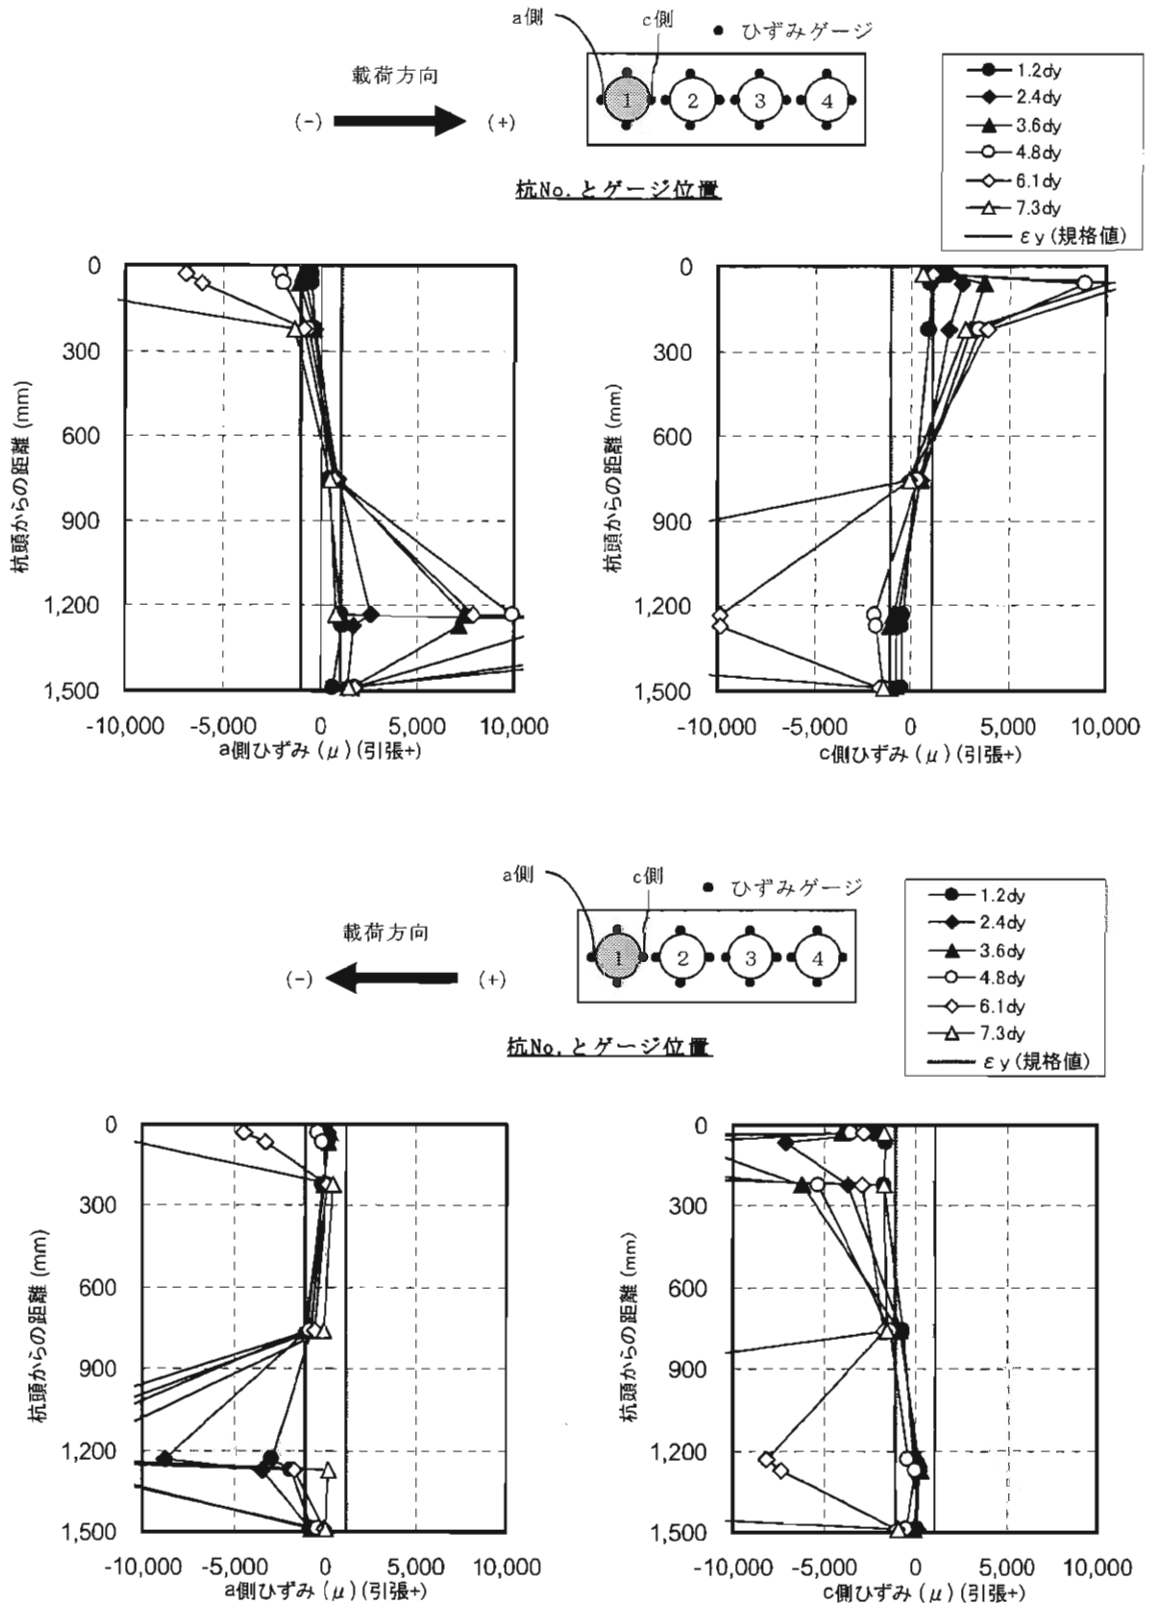 a側
c側
● ひずみゲージ
載荷方向
(-)
(+)
1
2
3
4
杭No.とゲージ位置
1.2dy
2.4dy
3.6dy
4.8dy
6.1dy
7.3dy
εy(規格値)
0
300
600
900
1,200
1,500
杭頭からの距離(mm)
-10,000 -5,000 0 5,000 10,000
a側ひずみ(μ)(引張+)
0
300
600
900
1,200
1,500
杭頭からの距離(mm)
-10,000 -5,000 0 5,000 10,000
c側ひずみ(μ)(引張+)
a側
c側
● ひずみゲージ
載荷方向
(-)
(+)
1
2
3
4
杭No.とゲージ位置
1.2dy
2.4dy
3.6dy
4.8dy
6.1dy
7.3dy
εy(規格値)
0
300
600
900
1,200
1,500
杭頭からの距離(mm)
-10,000 -5,000 0 5,000 10,000
a側ひずみ(μ)(引張+)
0
300
600
900
1,200
1,500
杭頭からの距離(mm)
-10,000 -5,000 0 5,000 10,000
c側ひずみ(μ)(引張+)